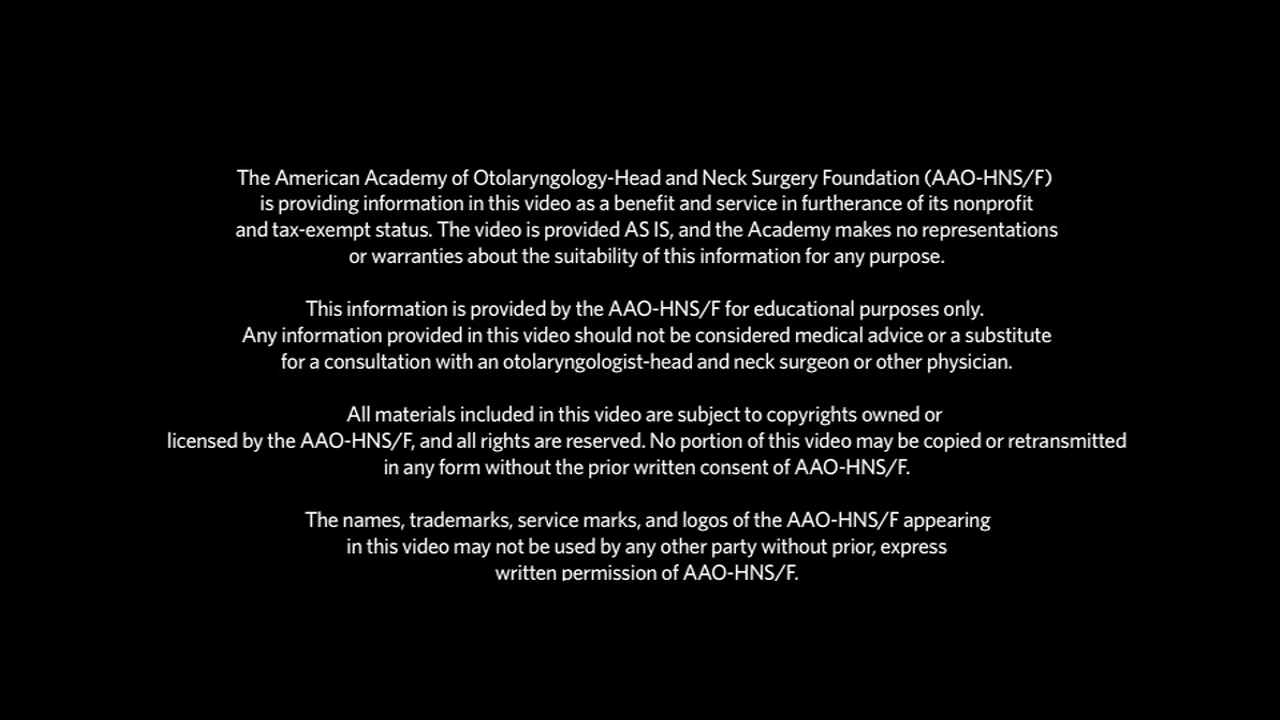 The American Academy of Otolaryngology-Head and Neck Surgery Foundation (AAO-HNS/F)
is providing information in this video as a benefit and service in furtherance of its nonprofit
and tax-exempt status. The video is provided AS IS, and the Academy makes no representations
or warranties about the suitability of this information for any purpose.
This information is provided by the AAO-HNS/F for educational purposes only.
Any information provided in this video should not be considered medical advice or a substitute
for a consultation with an otolaryngologist-head and neck surgeon or other physician.
All materials included in this video are subject to copyrights owned or
licensed by the AAO-HNS/F, and all rights are reserved. No portion of this video may be copied or retransmitted
in any form without the prior written consent of AAO-HNS/F.
The names, trademarks, service marks, and logos of the AAO-HNS/F appearing
in this video may not be used by any other party without prior, express
written permission of AAO-HNS/F.